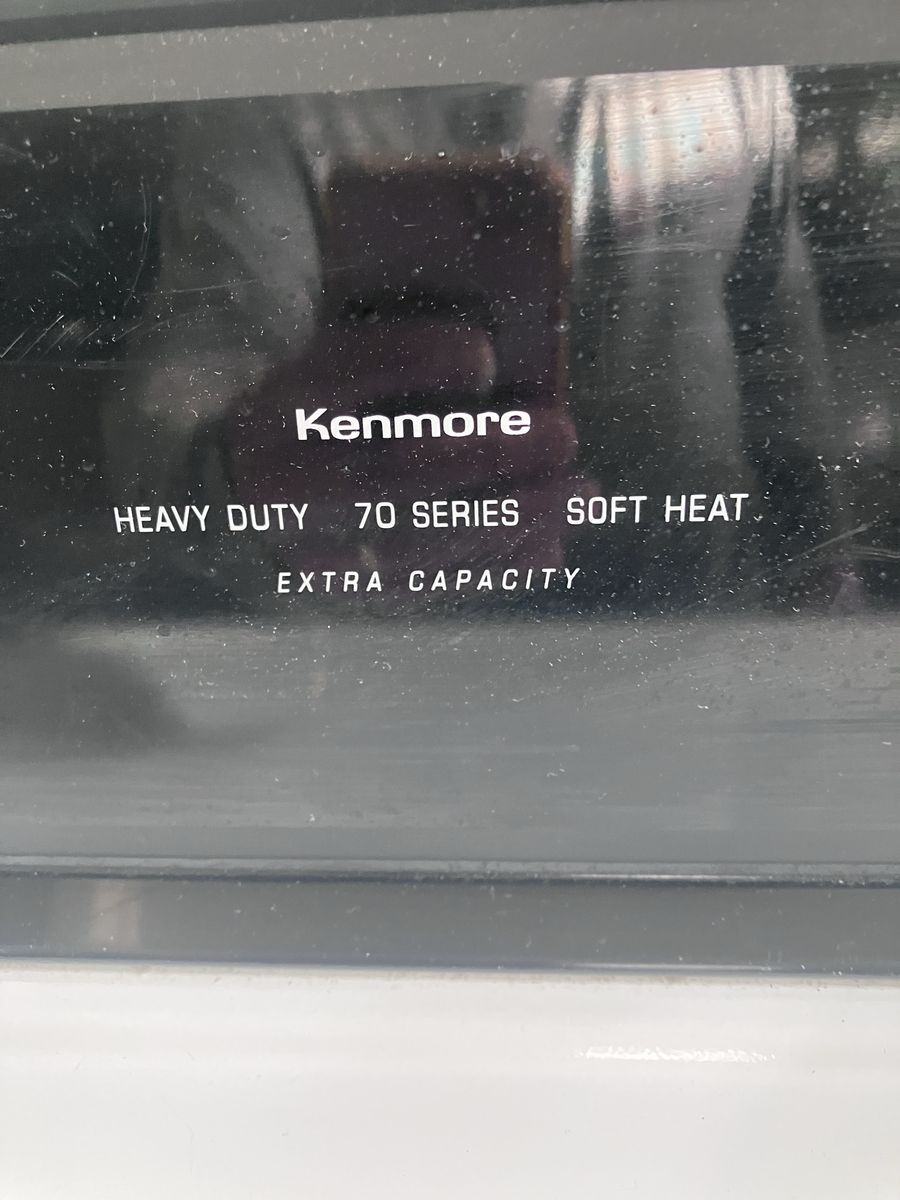 Kenmore
HEAVY DUTY 70 SERIES SOFT HEAT
EXTRA CAPACITY